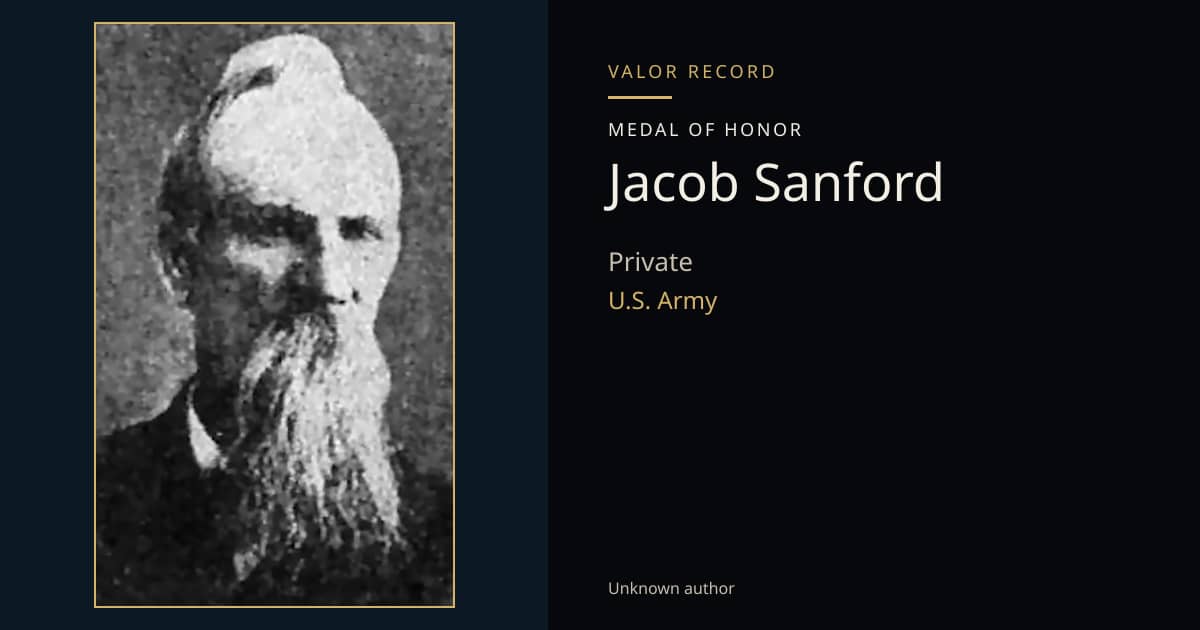 VALOR RECORD
MEDAL OF HONOR
Jacob Sanford
Private
U.S. Army
Unknown author